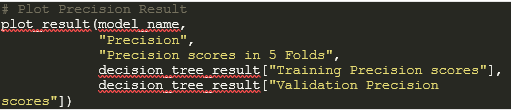 # Plot Precision Result
plot_result(model_name,
"Precision",
"Precision scores in 5 Folds",
decision_tree_result["Training Precision scores"],
decision_tree_result["Validation Precision
scores"])